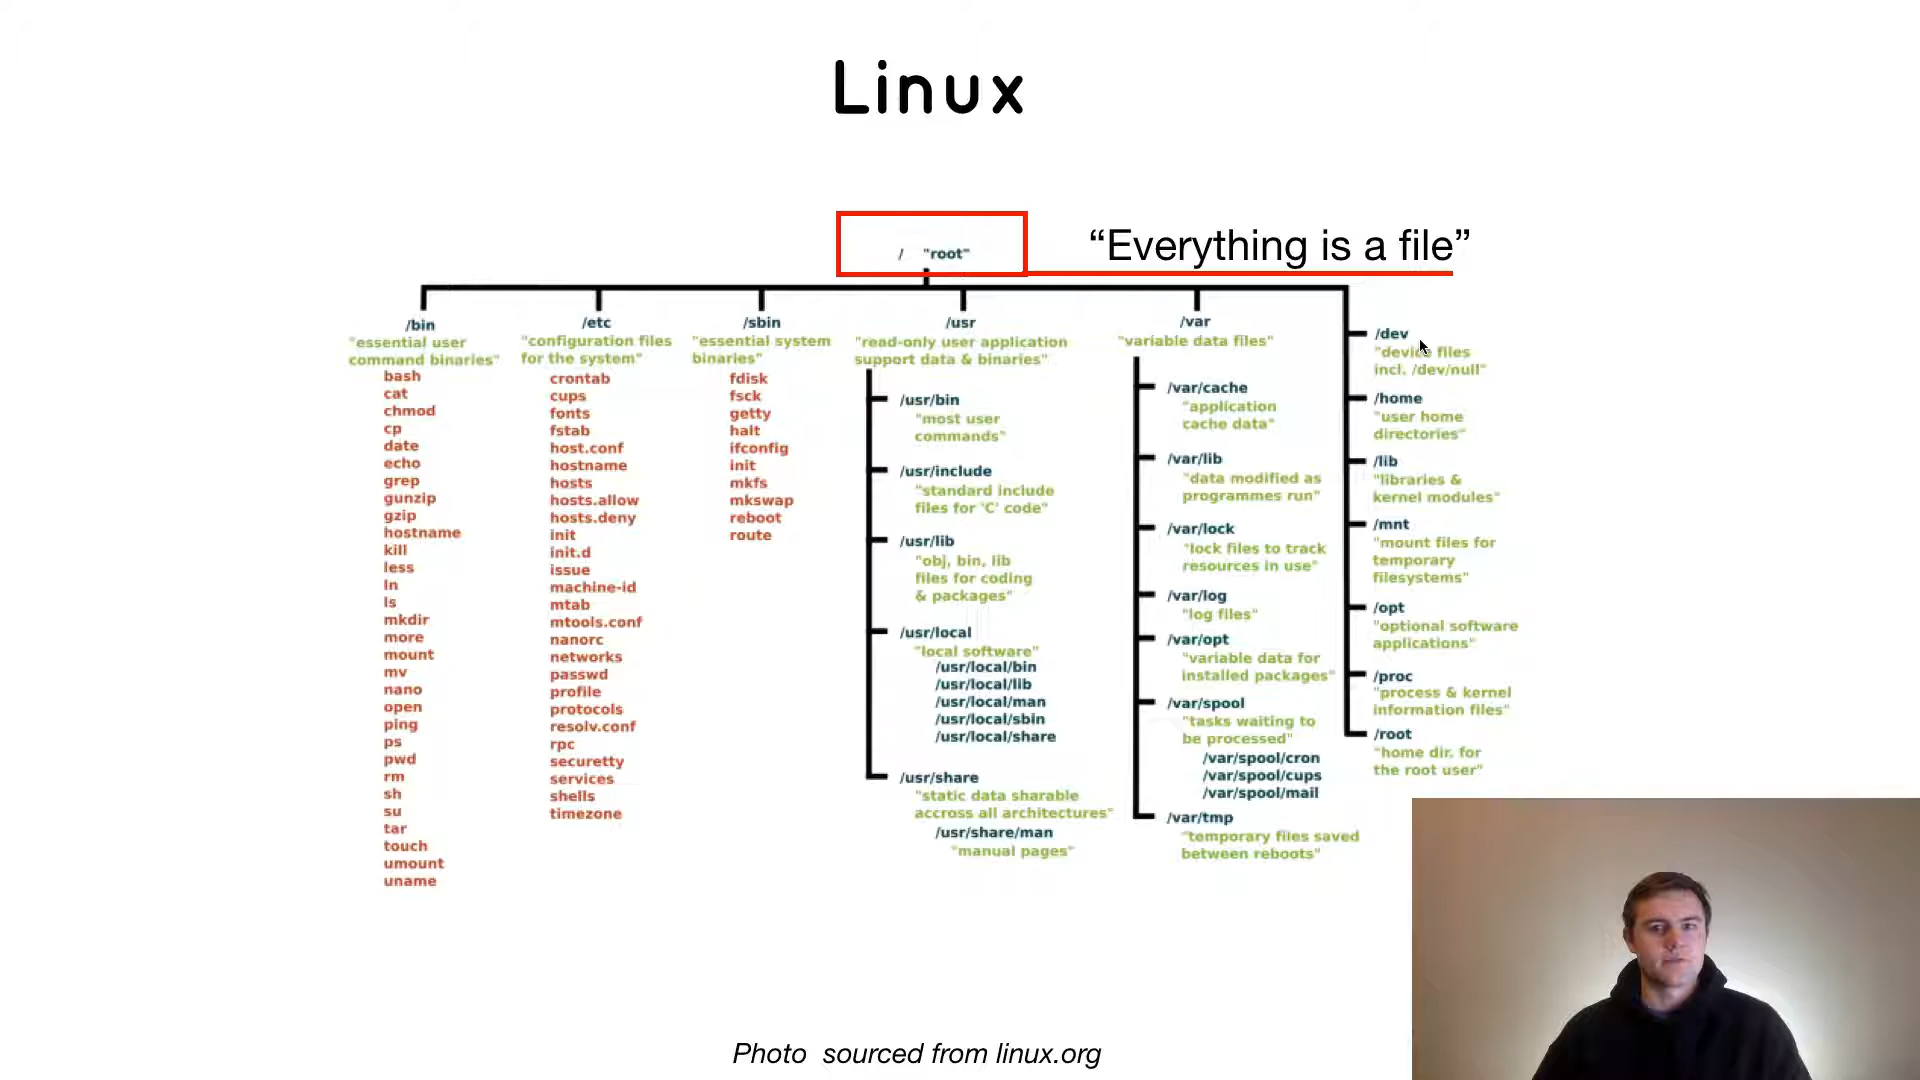 Linux
/ "root"
“Everything is a file”
/bin
"essential user
command binaries"
bash
cat
chmod
cp
date
echo
grep
gunzip
gzip
hostname
kill
less
ln
ls
mkdir
more
mount
mv
nano
open
ping
ps
pwd
rm
sh
su
tar
touch
umount
uname
/etc
"configuration files
for the system"
crontab
cups
fonts
fstab
host.conf
hostname
hosts
hosts.allow
hosts.deny
init
init.d
issue
machine-id
mtab
mtools.conf
nanorc
networks
passwd
profile
protocols
resolv.conf
rpc
securetty
services
shells
timezone
/sbin
"essential system
binaries"
fdisk
fsck
getty
halt
ifconfig
init
mkfs
mkswap
reboot
route
/usr
"read-only user application
support data & binaries"
/usr/bin
"most user
commands"
/usr/include
"standard include
files for 'C' code"
/usr/lib
"obj, bin, lib
files for coding
& packages"
/usr/local
"local software"
/usr/local/bin
/usr/local/lib
/usr/local/man
/usr/local/sbin
/usr/local/share
/usr/share
"static data sharable
accross all architectures"
/usr/share/man
"manual pages"
/var
"variable data files"
/var/cache
"application
cache data"
/var/lib
"data modified as
programmes run"
/var/lock
"lock files to track
resources in use"
/var/log
"log files"
/var/opt
"variable data for
installed packages"
/var/spool
"tasks waiting to
be processed"
/var/spool/cron
/var/spool/cups
/var/spool/mail
/var/tmp
"temporary files saved
between reboots"
/dev
"device files
incl. /dev/null"
/home
"user home
directories"
/lib
"libraries &
kernel modules"
/mnt
"mount files for
temporary
filesystems"
/opt
"optional software
applications"
/proc
"process & kernel
information files"
/root
"home dir. for
the root user"
Photo sourced from linux.org